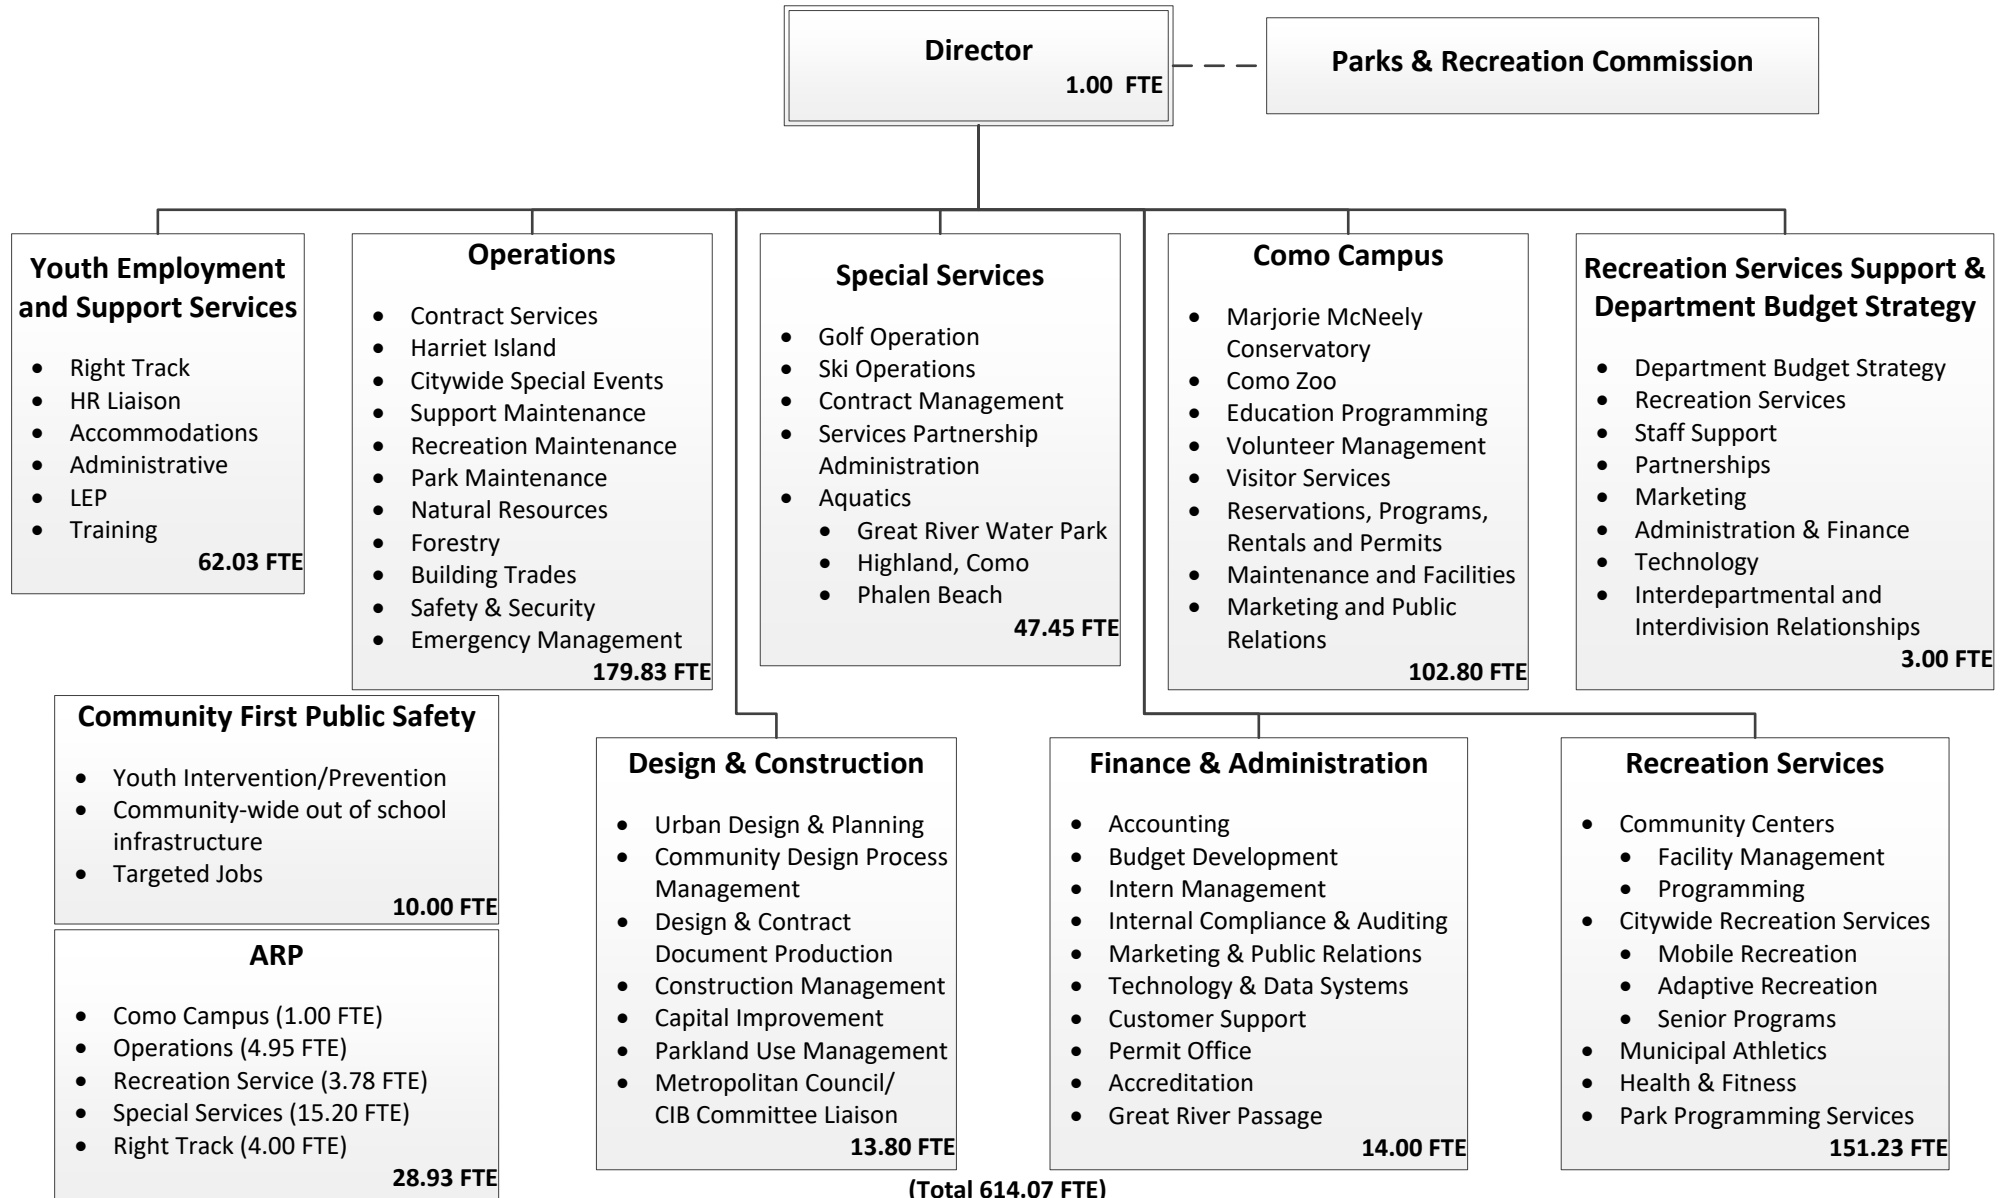 Director
1.00 FTE
Parks & Recreation Commission
Youth Employment
and Support Services
• Right Track
• HR Liaison
• Accommodations
• Administrative
• LEP
• Training
62.03 FTE
Operations
• Contract Services
• Harriet Island
• Citywide Special Events
• Support Maintenance
• Recreation Maintenance
• Park Maintenance
• Natural Resources
• Forestry
• Building Trades
• Safety & Security
• Emergency Management
179.83 FTE
Special Services
• Golf Operation
• Ski Operations
• Contract Management
• Services Partnership
Administration
• Aquatics
• Great River Water Park
• Highland, Como
• Phalen Beach
47.45 FTE
Como Campus
• Marjorie McNeely
Conservatory
• Como Zoo
• Education Programming
• Volunteer Management
• Visitor Services
• Reservations, Programs,
Rentals and Permits
• Maintenance and Facilities
• Marketing and Public
Relations
102.80 FTE
Recreation Services Support &
Department Budget Strategy
• Department Budget Strategy
• Recreation Services
• Staff Support
• Partnerships
• Marketing
• Administration & Finance
• Technology
• Interdepartmental and
Interdivision Relationships
3.00 FTE
Community First Public Safety
• Youth Intervention/Prevention
• Community-wide out of school
infrastructure
• Targeted Jobs
10.00 FTE
ARP
• Como Campus (1.00 FTE)
• Operations (4.95 FTE)
• Recreation Service (3.78 FTE)
• Special Services (15.20 FTE)
• Right Track (4.00 FTE)
28.93 FTE
Design & Construction
• Urban Design & Planning
• Community Design Process
Management
• Design & Contract
Document Production
• Construction Management
• Capital Improvement
• Parkland Use Management
• Metropolitan Council/
CIB Committee Liaison
13.80 FTE
Finance & Administration
• Accounting
• Budget Development
• Intern Management
• Internal Compliance & Auditing
• Marketing & Public Relations
• Technology & Data Systems
• Customer Support
• Permit Office
• Accreditation
• Great River Passage
14.00 FTE
Recreation Services
• Community Centers
• Facility Management
• Programming
• Citywide Recreation Services
• Mobile Recreation
• Adaptive Recreation
• Senior Programs
• Municipal Athletics
• Health & Fitness
• Park Programming Services
151.23 FTE
(Total 614.07 FTE)